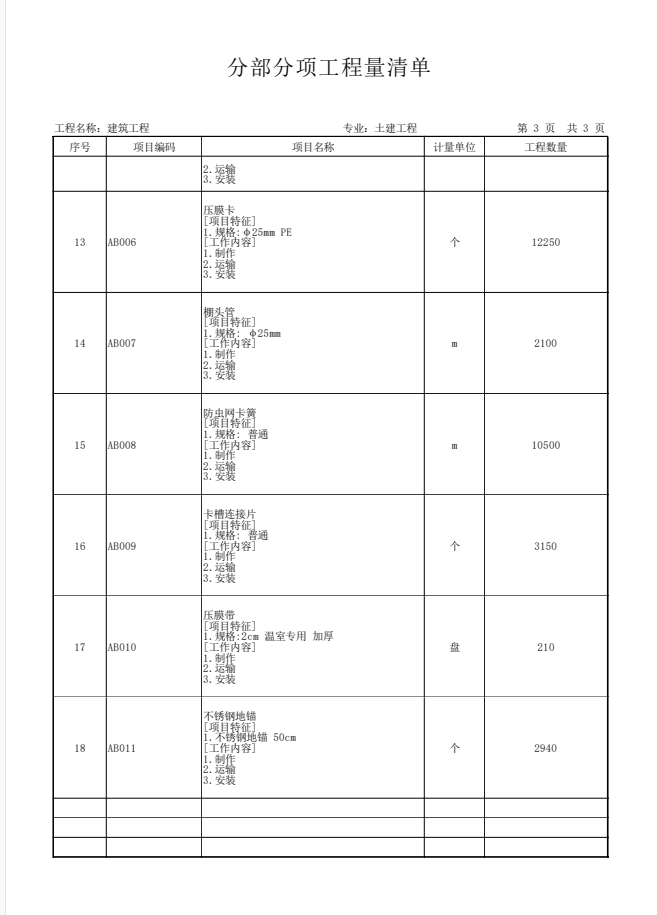 分部分项工程量清单
工程名称：建筑工程 专业：土建工程 第 3 页 共 3 页
序号 项目编码 项目名称 计量单位 工程数量
2.运输
3.安装
13 AB006 压膜卡 个 12250
[项目特征]
1.规格:φ25mm PE
[工作内容]
1.制作
2.运输
3.安装
14 AB007 棚头管 m 2100
[项目特征]
1.规格: φ25mm
[工作内容]
1.制作
2.运输
3.安装
15 AB008 防虫网卡簧 m 10500
[项目特征]
1.规格: 普通
[工作内容]
1.制作
2.运输
3.安装
16 AB009 卡槽连接片 个 3150
[项目特征]
1.规格: 普通
[工作内容]
1.制作
2.运输
3.安装
17 AB010 压膜带 盘 210
[项目特征]
1.规格:2cm 温室专用 加厚
[工作内容]
1.制作
2.运输
3.安装
18 AB011 不锈钢地锚 个 2940
[项目特征]
1.不锈钢地锚 50cm
[工作内容]
1.制作
2.运输
3.安装